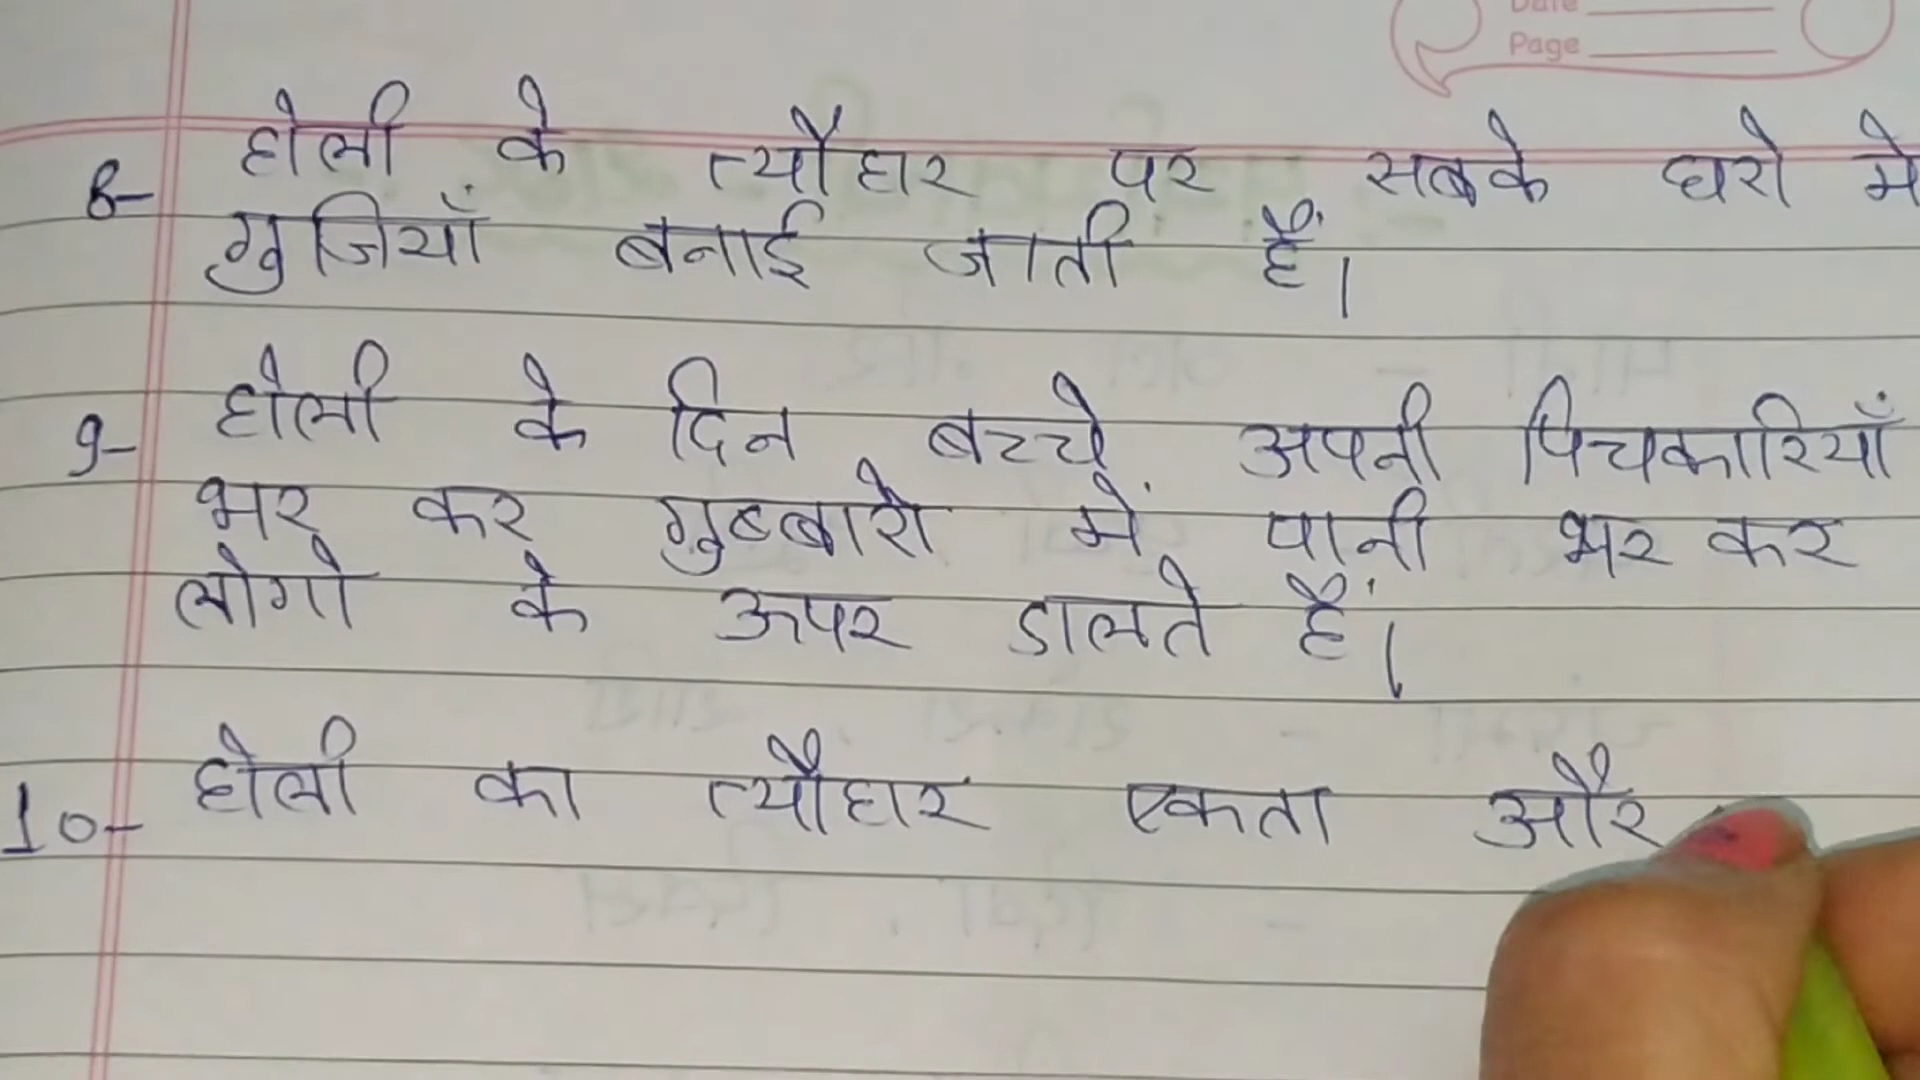 Date
Page
8- होली के त्यौहार पर सबके घरो मे
गुजियाँ बनाई जाती हैं।
9- होली के दिन बच्चे अपनी पिचकारियाँ
भर कर गुब्बारो में पानी भर कर
लोगो के ऊपर डालते हैं।
10- होली का त्यौहार एकता और